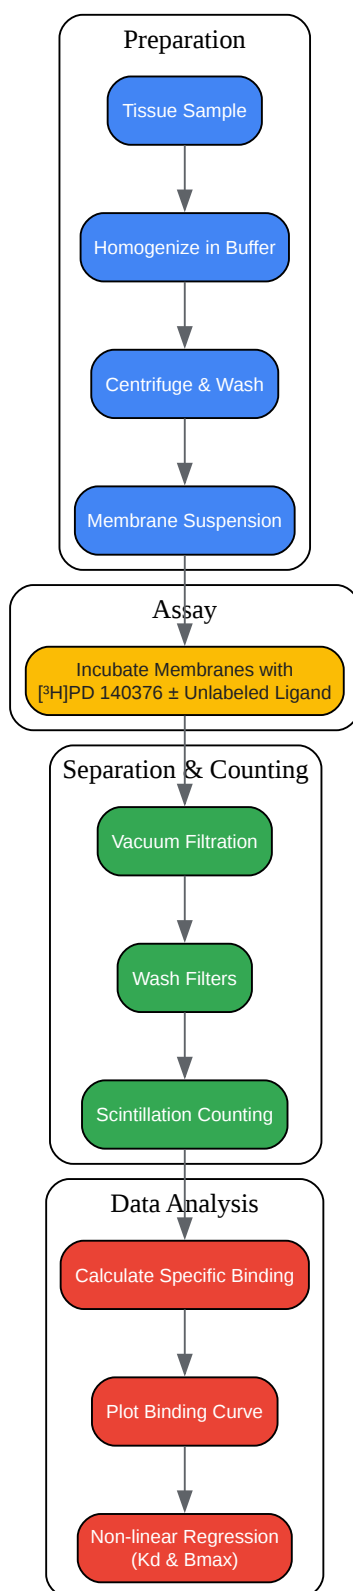 Preparation
Tissue Sample
Homogenize in Buffer
Centrifuge & Wash
Membrane Suspension
Assay
Incubate Membranes with
[³H]PD 140376 ± Unlabeled Ligand
Separation & Counting
Vacuum Filtration
Wash Filters
Scintillation Counting
Data Analysis
Calculate Specific Binding
Plot Binding Curve
Non-linear Regression
(Kd & Bmax)